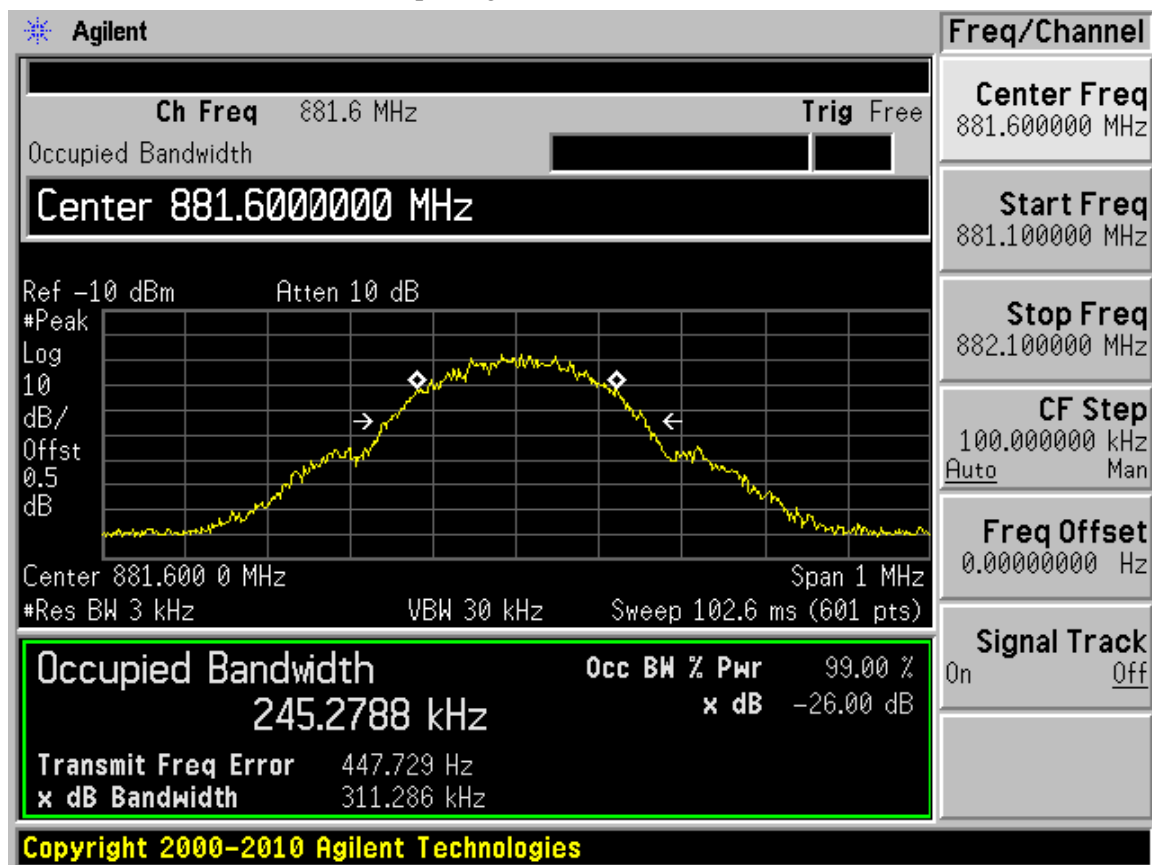 Agilent
Freq/Channel
Ch Freq 881.6 MHz Trig Free
Occupied Bandwidth
Center 881.6000000 MHz
Ref -10 dBm Atten 10 dB
#Peak
Log
10
dB/
Offst
0.5
dB
Center 881.600 0 MHz Span 1 MHz
#Res BW 3 kHz VBW 30 kHz Sweep 102.6 ms (601 pts)
Occupied Bandwidth
245.2788 kHz
Occ BW % Pwr 99.00 %
x dB -26.00 dB
Transmit Freq Error 447.729 Hz
x dB Bandwidth 311.286 kHz
Center Freq
881.600000 MHz
Start Freq
881.100000 MHz
Stop Freq
882.100000 MHz
CF Step
100.000000 kHz
Auto Man
Freq Offset
0.00000000 Hz
Signal Track
On Off
Copyright 2000-2010 Agilent Technologies